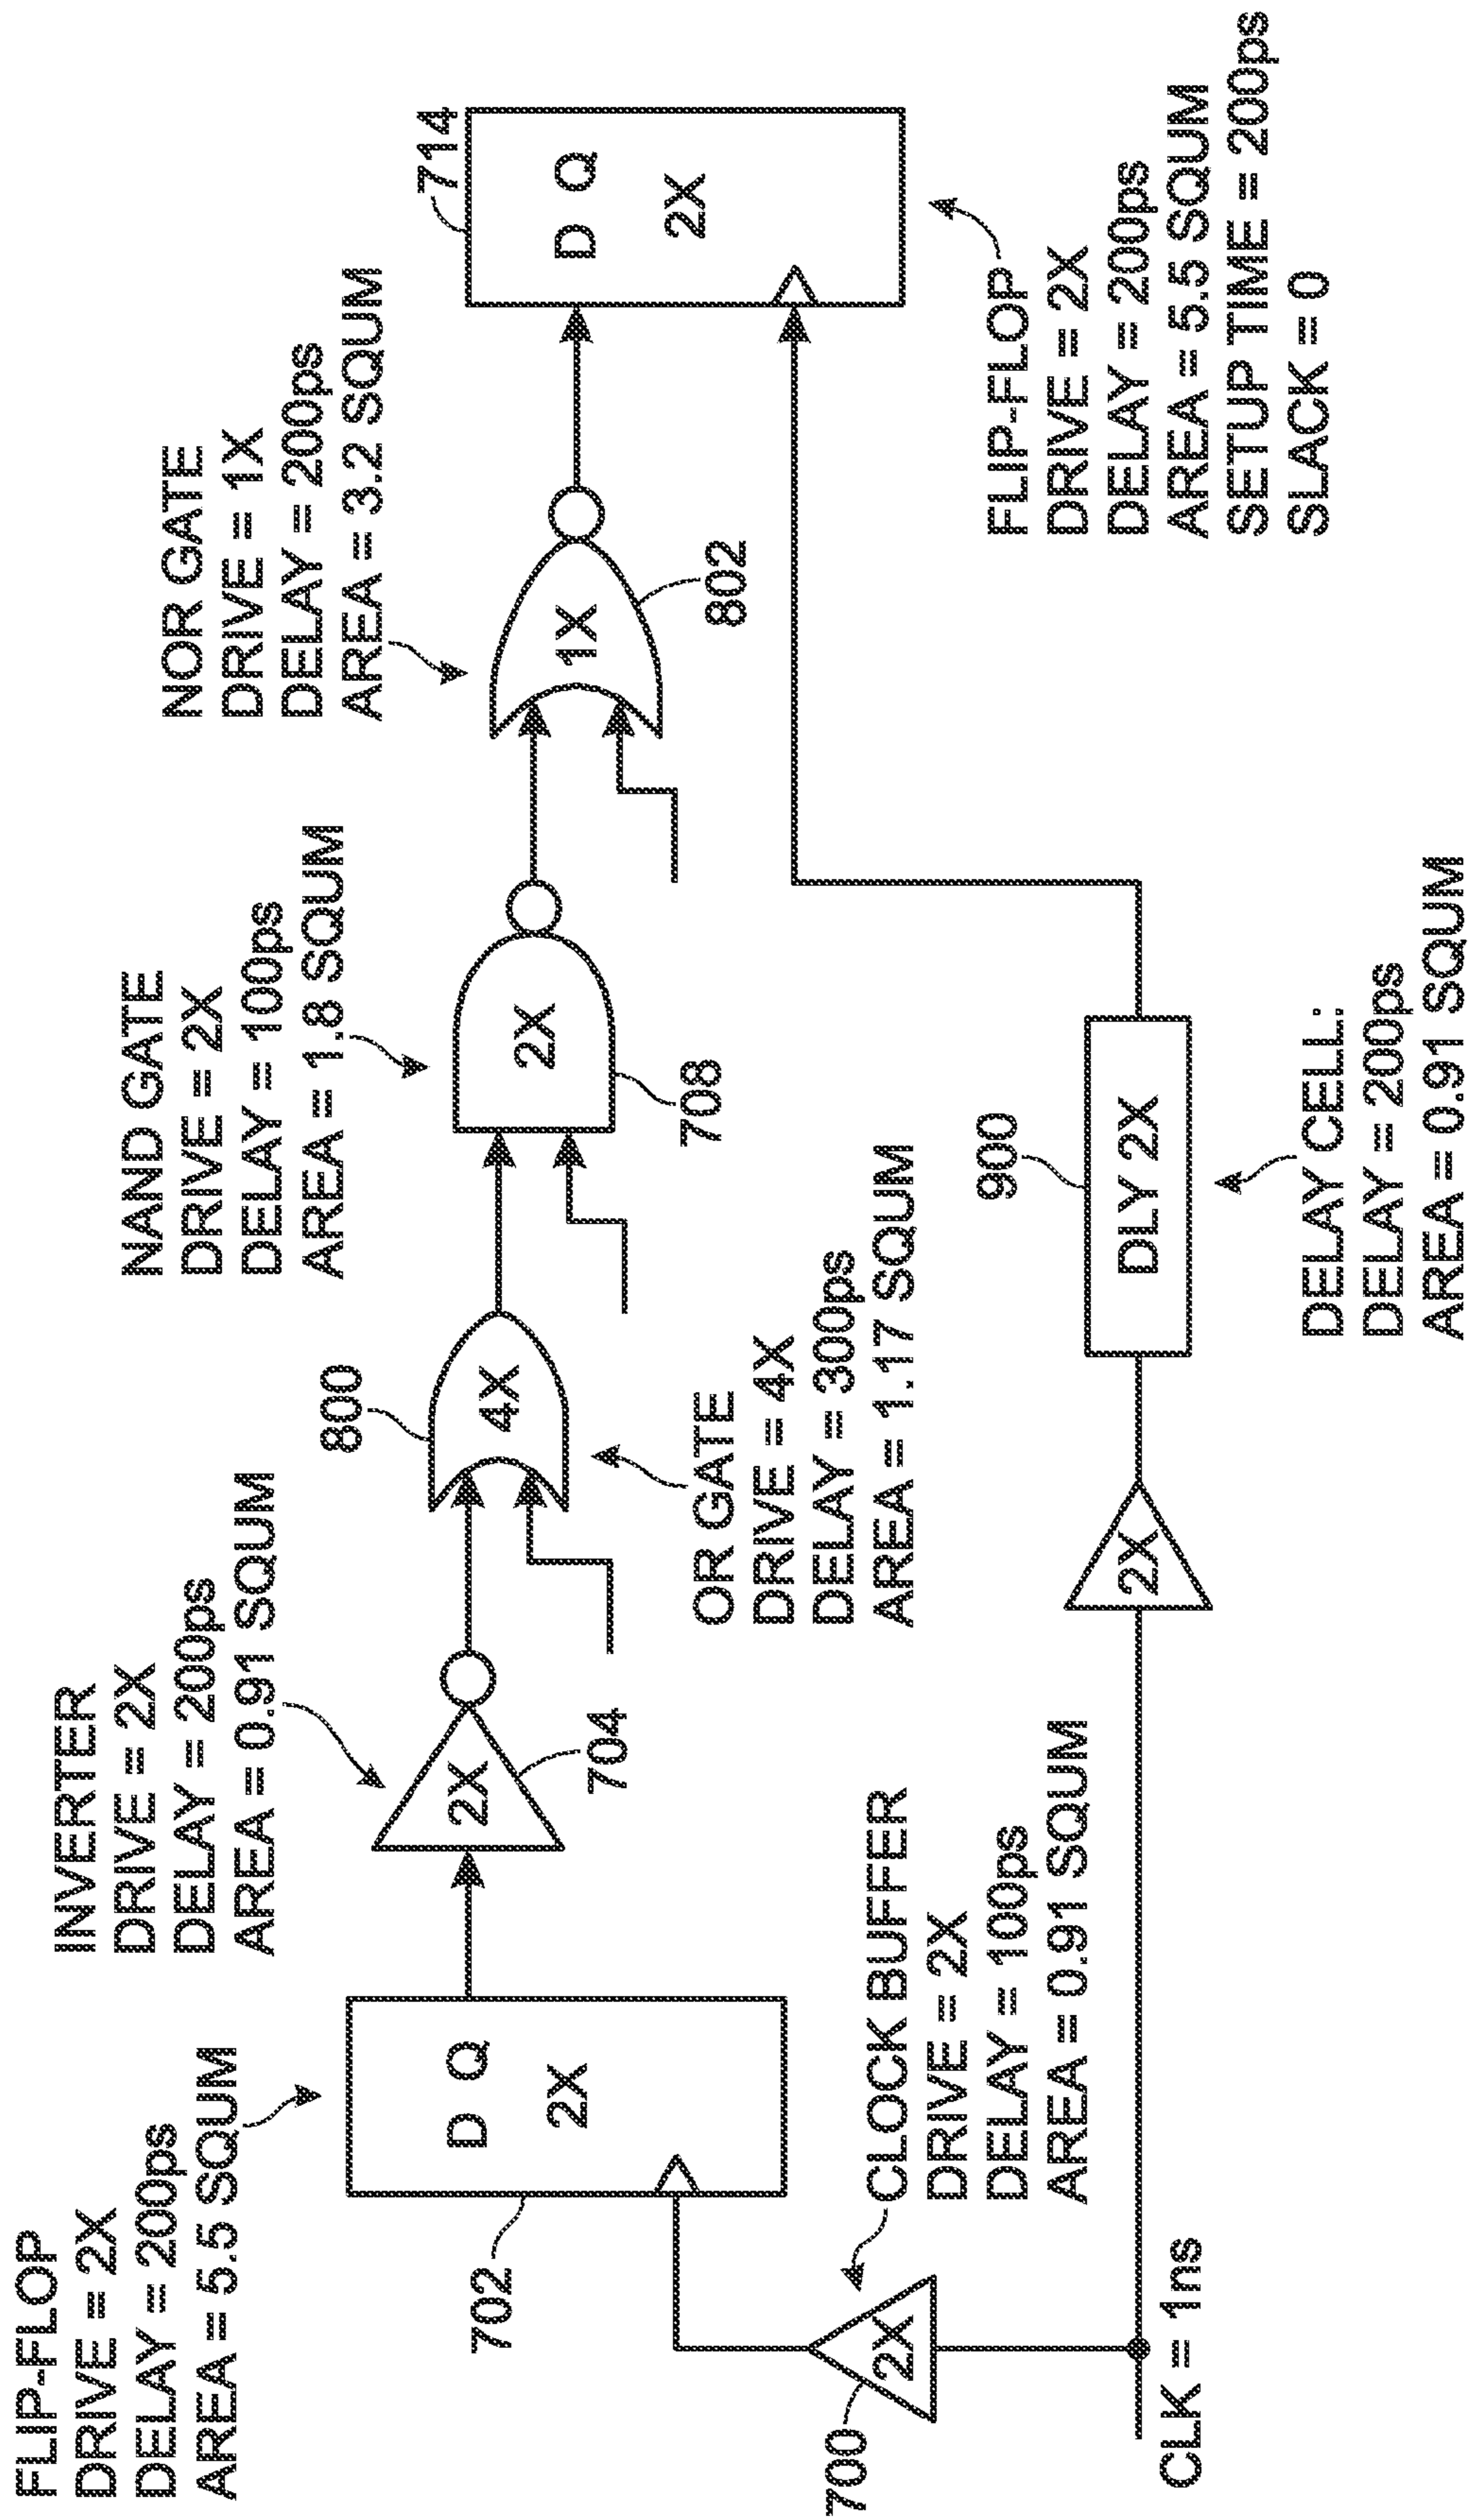 FLIP-FLOP
DRIVE = 2X
DELAY = 200ps
AREA = 5.5 SQUM
INVERTER
DRIVE = 2X
DELAY = 200ps
AREA = 0.91 SQUM
NAND GATE
DRIVE = 2X
DELAY = 100ps
AREA = 1.8 SQUM
NOR GATE
DRIVE = 1X
DELAY = 200ps
AREA = 3.2 SQUM
D Q
2X
702
2X
704
800
4X
2X
708
1X
802
714
D Q
2X
OR GATE
DRIVE = 4X
DELAY = 300ps
AREA = 1.17 SQUM
700
2X
CLOCK BUFFER
DRIVE = 2X
DELAY = 100ps
AREA = 0.91 SQUM
2X
900
DLY 2X
FLIP-FLOP
DRIVE = 2X
DELAY = 200ps
AREA = 5.5 SQUM
SETUP TIME = 200ps
SLACK = 0
CLK = 1ns
DELAY CELL:
DELAY = 200ps
AREA = 0.91 SQUM